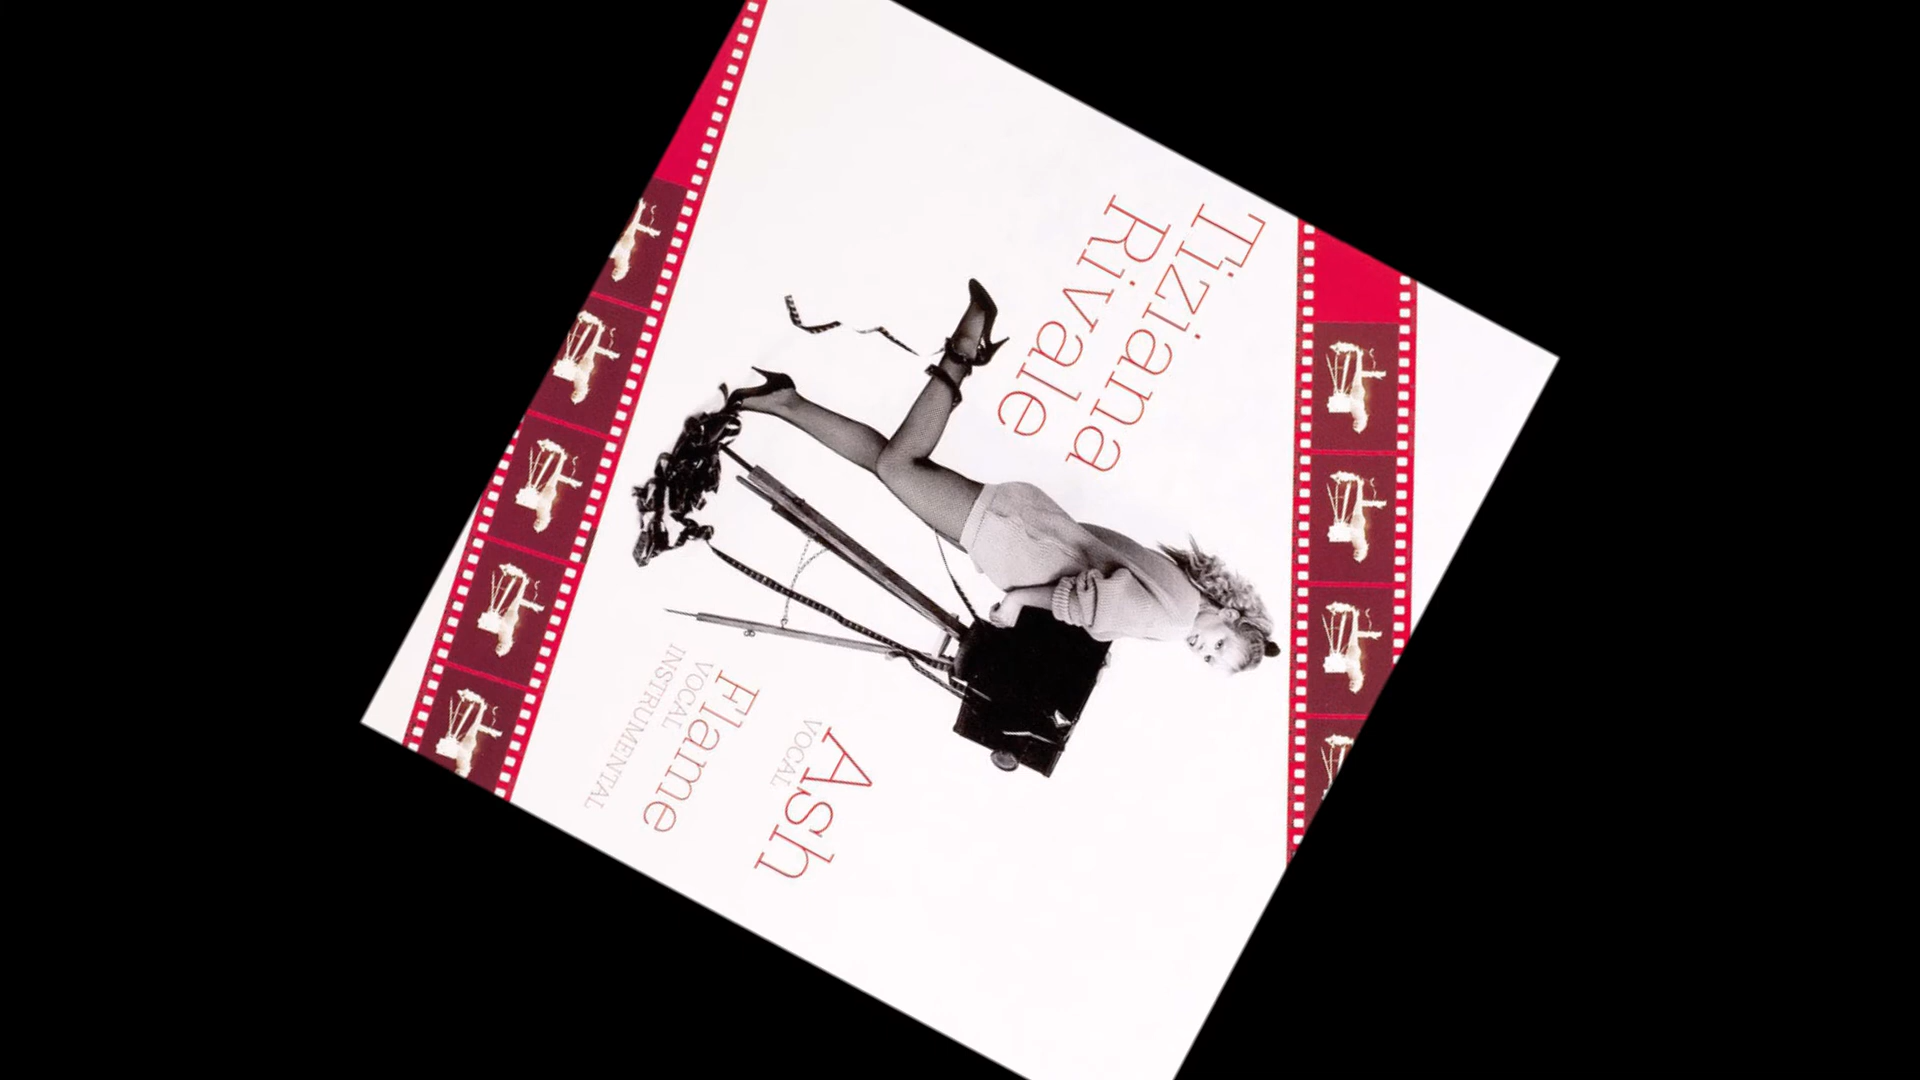 Tiziana
Rivale
Ash
VOCAL
Flame
VOCAL
INSTRUMENTAL